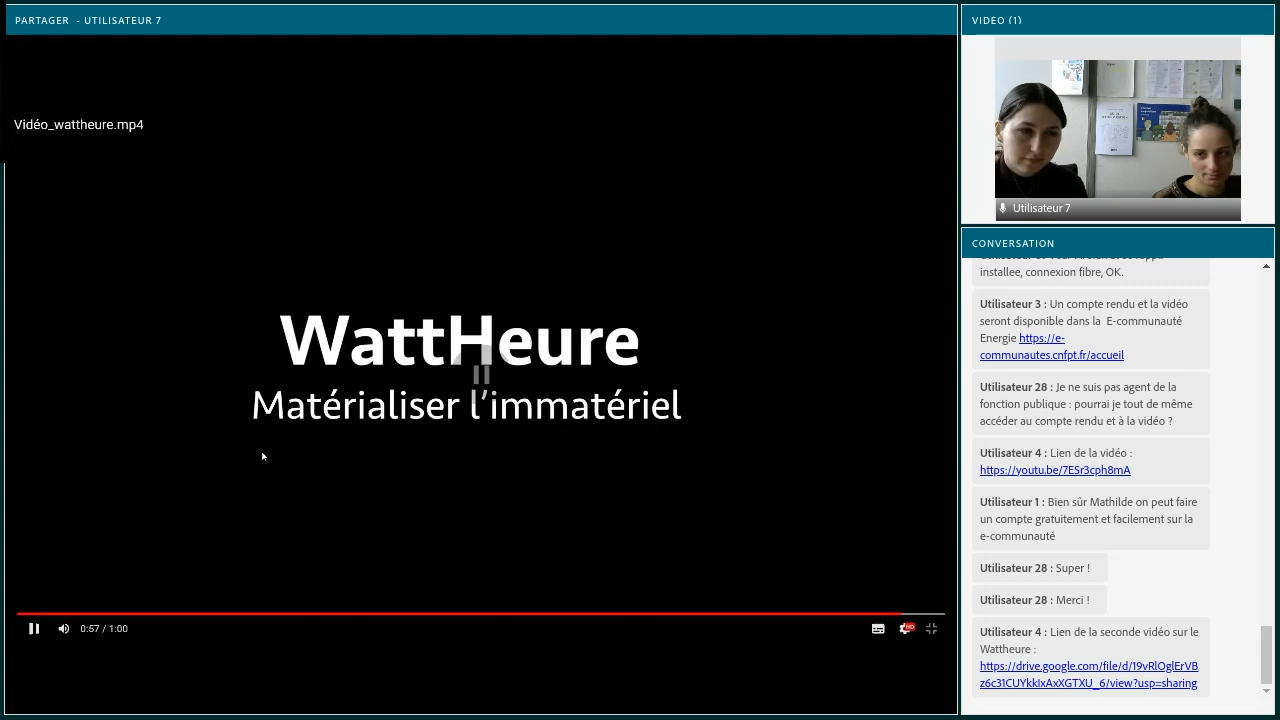 PARTAGER - UTILISATEUR 7
Vidéo_wattheure.mp4
WattHeure
Matérialiser l'immatériel
0:57 / 1:00
HD
VIDEO (1)
Utilisateur 7
CONVERSATION
installee, connexion fibre, OK.
Utilisateur 3 : Un compte rendu et la vidéo
seront disponible dans la E-communauté
Energie https://e-
communautes.cnfpt.fr/accueil
Utilisateur 28 : Je ne suis pas agent de la
fonction publique : pourrai je tout de même
accéder au compte rendu et à la vidéo ?
Utilisateur 4 : Lien de la vidéo :
https://youtu.be/7ESr3cph8mA
Utilisateur 1 : Bien sûr Mathilde on peut faire
un compte gratuitement et facilement sur la
e-communauté
Utilisateur 28 : Super !
Utilisateur 28 : Merci !
Utilisateur 4 : Lien de la seconde vidéo sur le
Wattheure :
https://drive.google.com/file/d/19vRlOglErVB
z6c31CUYkkIxAxXGTXU_6/view?usp=sharing